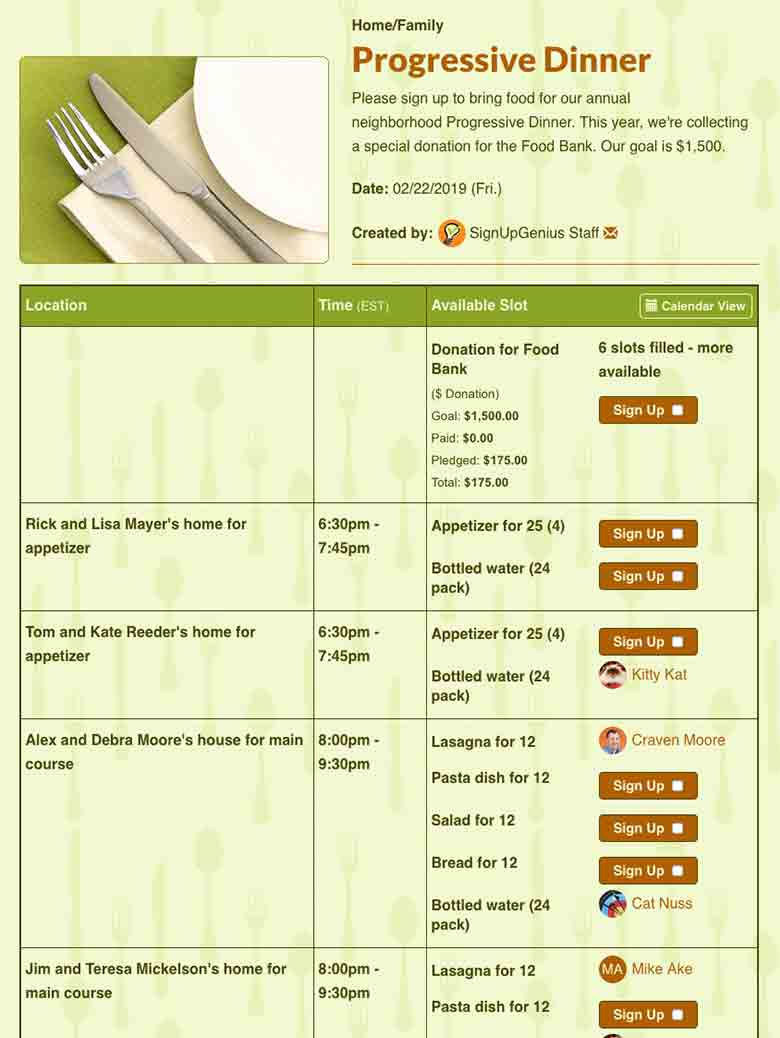 Home/Family
Progressive Dinner
Please sign up to bring food for our annual
neighborhood Progressive Dinner. This year, we're collecting
a special donation for the Food Bank. Our goal is $1,500.
Date: 02/22/2019 (Fri.)
Created by: SignUpGenius Staff
Location Time (EST) Available Slot Calendar View
Donation for Food
Bank
($ Donation)
Goal: $1,500.00
Paid: $0.00
Pledged: $175.00
Total: $175.00
6 slots filled - more
available
Sign Up
Rick and Lisa Mayer's home for
appetizer
6:30pm -
7:45pm
Appetizer for 25 (4)
Sign Up
Bottled water (24
pack)
Sign Up
Tom and Kate Reeder's home for
appetizer
6:30pm -
7:45pm
Appetizer for 25 (4)
Sign Up
Bottled water (24
pack)
Kitty Kat
Alex and Debra Moore's house for main
course
8:00pm -
9:30pm
Lasagna for 12
Craven Moore
Pasta dish for 12
Sign Up
Salad for 12
Sign Up
Bread for 12
Sign Up
Bottled water (24
pack)
Cat Nuss
Jim and Teresa Mickelson's home for
main course
8:00pm -
9:30pm
Lasagna for 12
MA Mike Ake
Pasta dish for 12
Sign Up